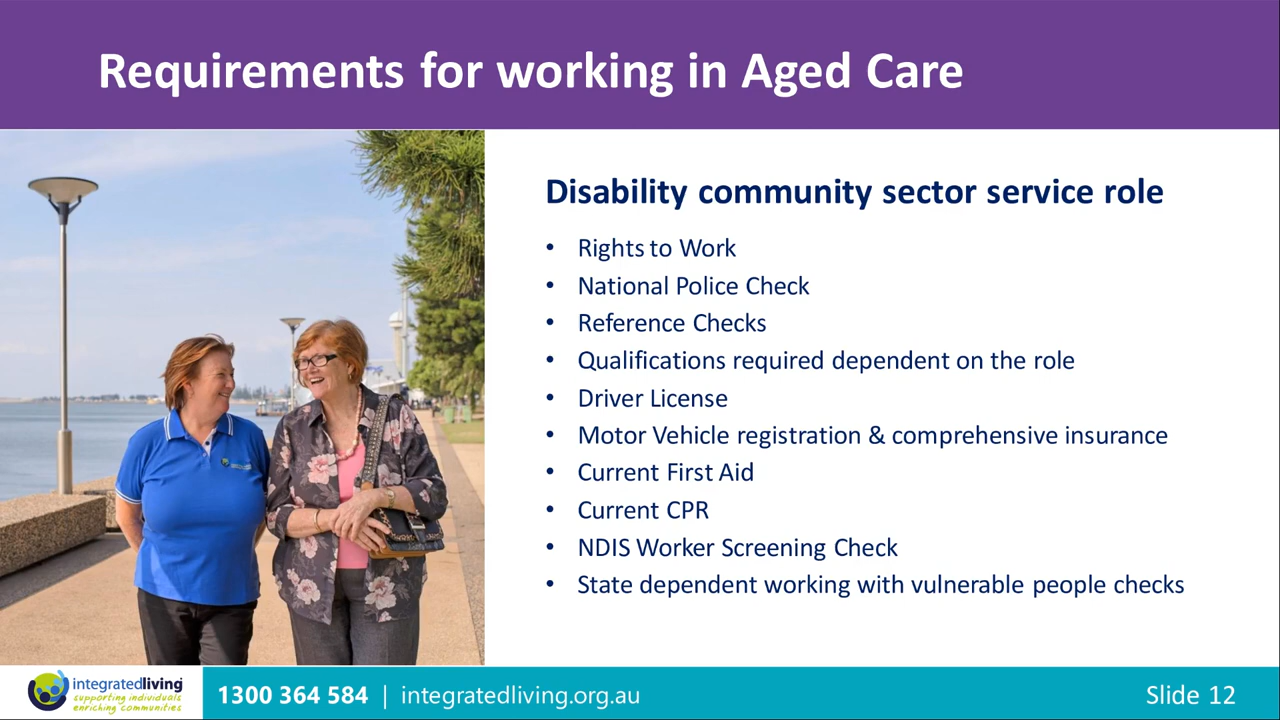 Requirements for working in Aged Care
Disability community sector service role
• Rights to Work
• National Police Check
• Reference Checks
• Qualifications required dependent on the role
• Driver License
• Motor Vehicle registration & comprehensive insurance
• Current First Aid
• Current CPR
• NDIS Worker Screening Check
• State dependent working with vulnerable people checks
integratedliving
supporting individuals
enriching communities
1300 364 584 | integratedliving.org.au
Slide 12